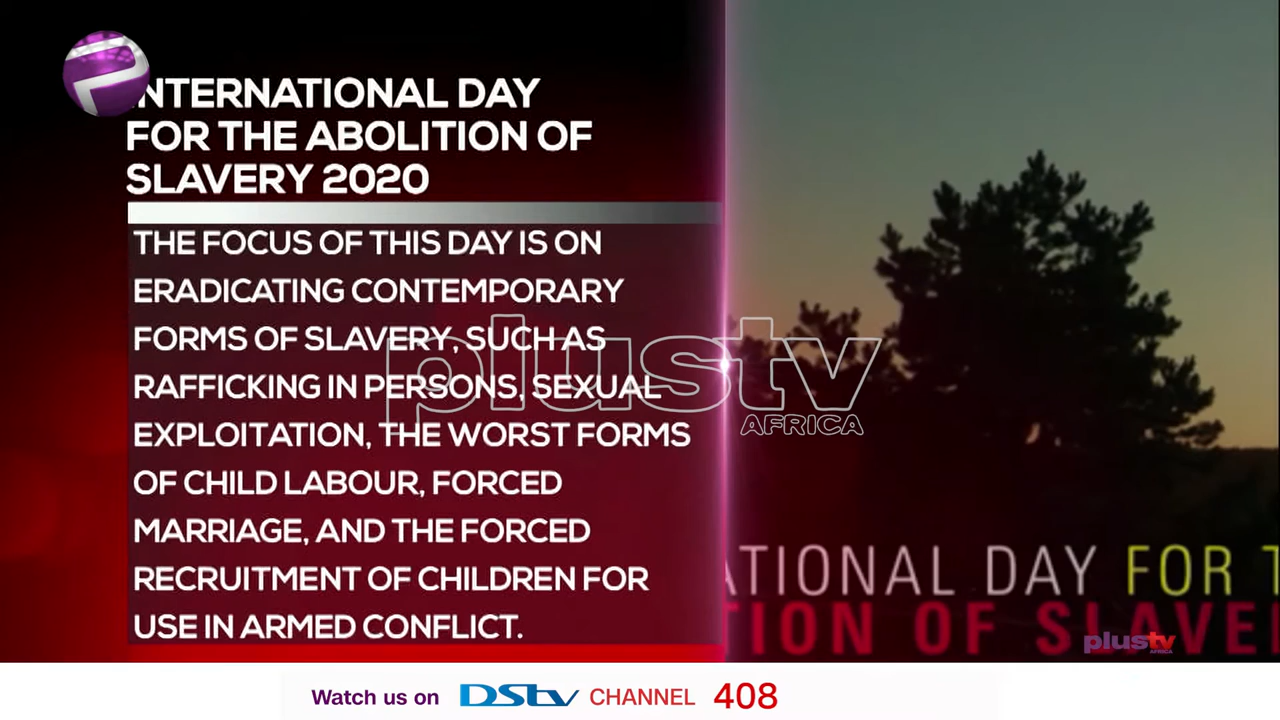 INTERNATIONAL DAY
FOR THE ABOLITION OF
SLAVERY 2020
THE FOCUS OF THIS DAY IS ON
ERADICATING CONTEMPORARY
FORMS OF SLAVERY, SUCH AS
RAFFICKING IN PERSONS, SEXUAL
EXPLOITATION, THE WORST FORMS
OF CHILD LABOUR, FORCED
MARRIAGE, AND THE FORCED
RECRUITMENT OF CHILDREN FOR
USE IN ARMED CONFLICT.
plustv
AFRICA
ATIONAL DAY FOR T
TION OF SLAVE
plustv
AFRICA
Watch us on DStv CHANNEL 408